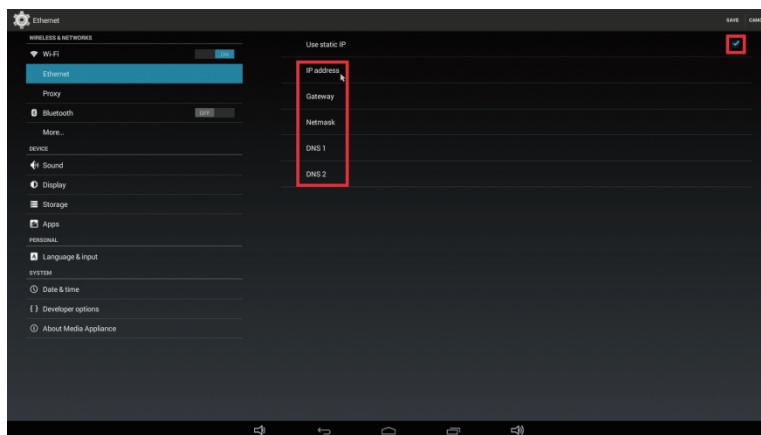 Ethernet
SAVE
WIRELESS & NETWORKS
Wi-Fi
ON
Ethernet
Proxy
Bluetooth
OFF
More...
DEVICE
Sound
Display
Storage
Apps
PERSONAL
Language & input
SYSTEM
Date & time
Developer options
About Media Appliance
Use static IP
IP address
Gateway
Netmask
DNS 1
DNS 2